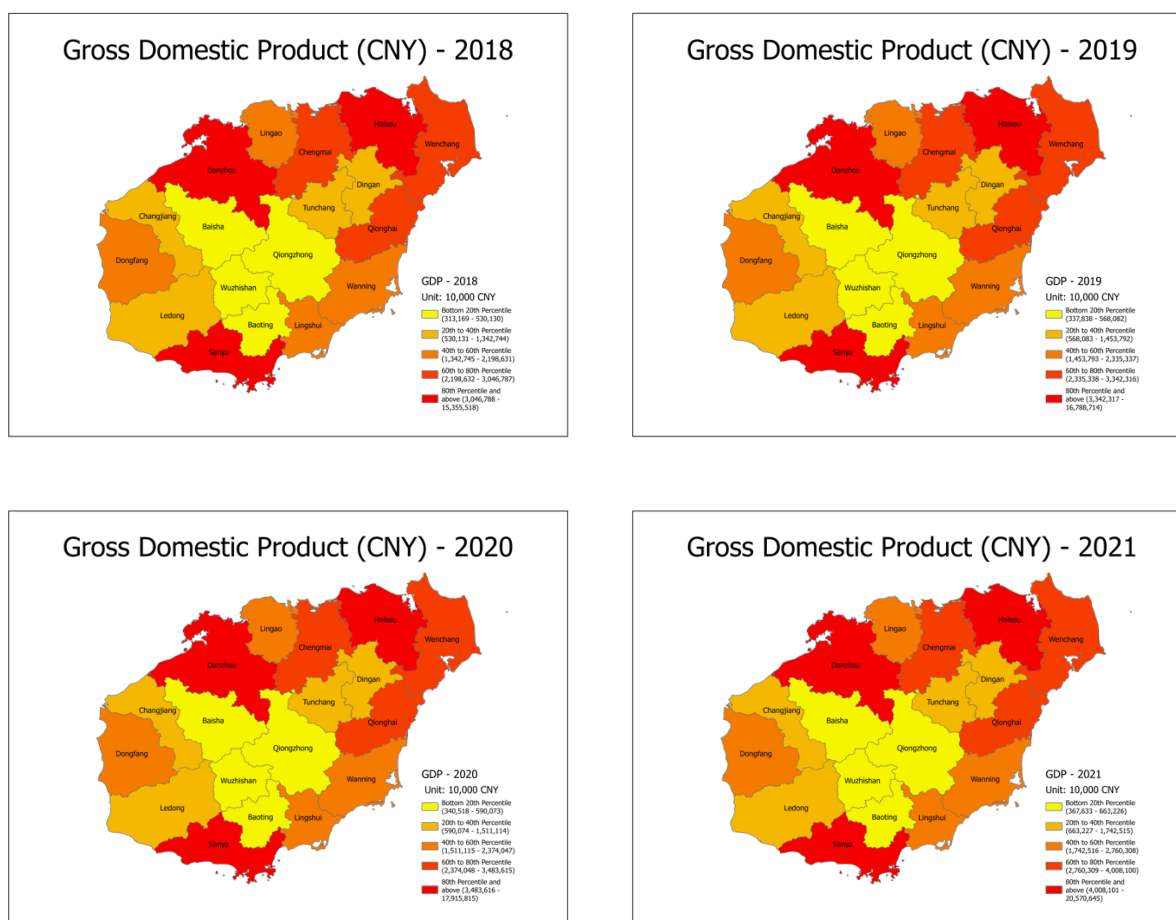 Gross Domestic Product (CNY) - 2018
Lingao
Haikou
Chengmai
Wenchang
Danzhou
Dingan
Tunchang
Changjiang
Baisha
Qionghai
Qiongzhong
Dongfang
Wuzhishan
Wanning
Ledong
Baoting
Lingshui
Sanya
GDP - 2018
Unit: 10,000 CNY
Bottom 20th Percentile
(313,169 - 530,130)
20th to 40th Percentile
(530,131 - 1,342,744)
40th to 60th Percentile
(1,342,745 - 2,198,631)
60th to 80th Percentile
(2,198,632 - 3,046,787)
80th Percentile and
above (3,046,788 -
15,355,518)
Gross Domestic Product (CNY) - 2019
Lingao
Haikou
Chengmai
Wenchang
Danzhou
Dingan
Tunchang
Changjiang
Baisha
Qionghai
Qiongzhong
Dongfang
Wuzhishan
Wanning
Ledong
Baoting
Lingshui
Sanya
GDP - 2019
Unit: 10,000 CNY
Bottom 20th Percentile
(337,838 - 568,082)
20th to 40th Percentile
(568,083 - 1,453,792)
40th to 60th Percentile
(1,453,793 - 2,335,337)
60th to 80th Percentile
(2,335,338 - 3,342,316)
80th Percentile and
above (3,342,317 -
16,788,714)
Gross Domestic Product (CNY) - 2020
Lingao
Haikou
Chengmai
Wenchang
Danzhou
Dingan
Tunchang
Changjiang
Baisha
Qionghai
Qiongzhong
Dongfang
Wuzhishan
Wanning
Ledong
Baoting
Lingshui
Sanya
GDP - 2020
Unit: 10,000 CNY
Bottom 20th Percentile
(340,518 - 590,073)
20th to 40th Percentile
(590,074 - 1,511,114)
40th to 60th Percentile
(1,511,115 - 2,374,047)
60th to 80th Percentile
(2,374,048 - 3,483,615)
80th Percentile and
above (3,483,616 -
17,915,815)
Gross Domestic Product (CNY) - 2021
Lingao
Haikou
Chengmai
Wenchang
Danzhou
Dingan
Tunchang
Changjiang
Baisha
Qionghai
Qiongzhong
Dongfang
Wuzhishan
Wanning
Ledong
Baoting
Lingshui
Sanya
GDP - 2021
Unit: 10,000 CNY
Bottom 20th Percentile
(367,633 - 663,226)
20th to 40th Percentile
(663,227 - 1,742,515)
40th to 60th Percentile
(1,742,516 - 2,760,308)
60th to 80th Percentile
(2,760,309 - 4,008,100)
80th Percentile and
above (4,008,101 -
20,570,645)